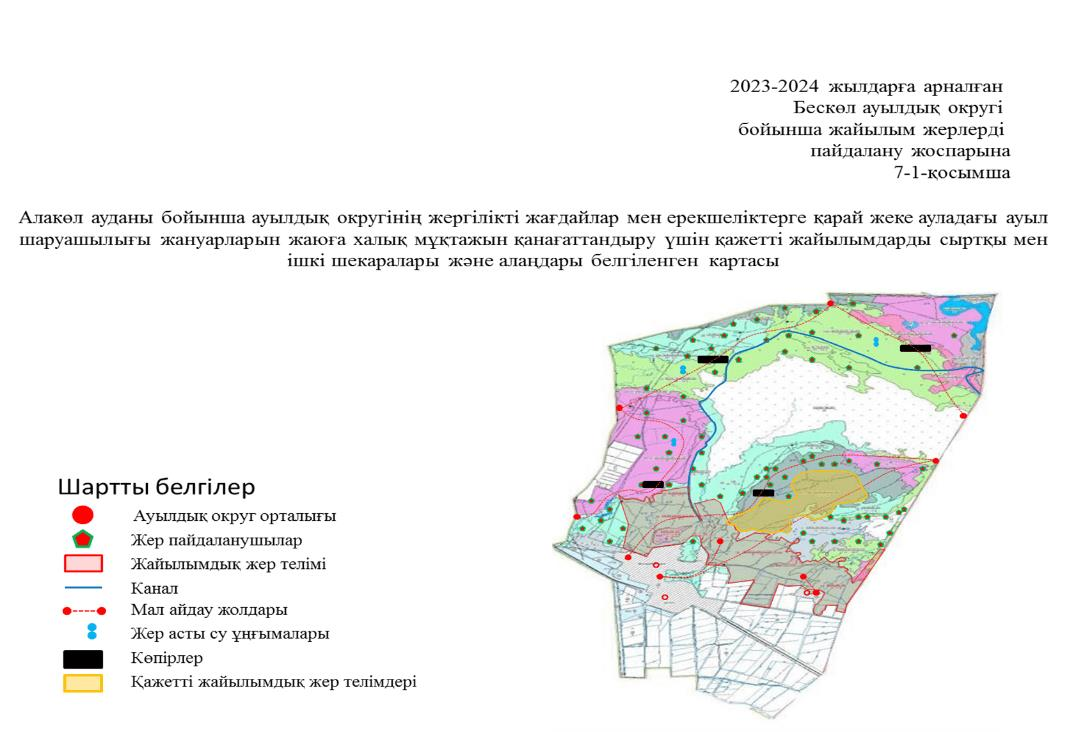 2023-2024 жылдарға арналған
Бескөл ауылдық округі
бойынша жайылым жерлерді
пайдалану жоспарына
7-1-қосымша
Алакөл ауданы бойынша ауылдық округінің жергілікті жағдайлар мен ерекшеліктерге қарай жеке ауладағы ауыл
шаруашылығы жануарларын жаюға халық мұқтажын қанағаттандыру үшін қажетті жайылымдарды сыртқы мен
ішкі шекаралары және алаңдары белгіленген картасы
Шартты белгілер
Ауылдық округ орталығы
Жер пайдаланушылар
Жайылымдық жер телімі
Канал
Мал айдау жолдары
Жер асты су ұңғымалары
Көпірлер
Қажетті жайылымдық жер телімдері